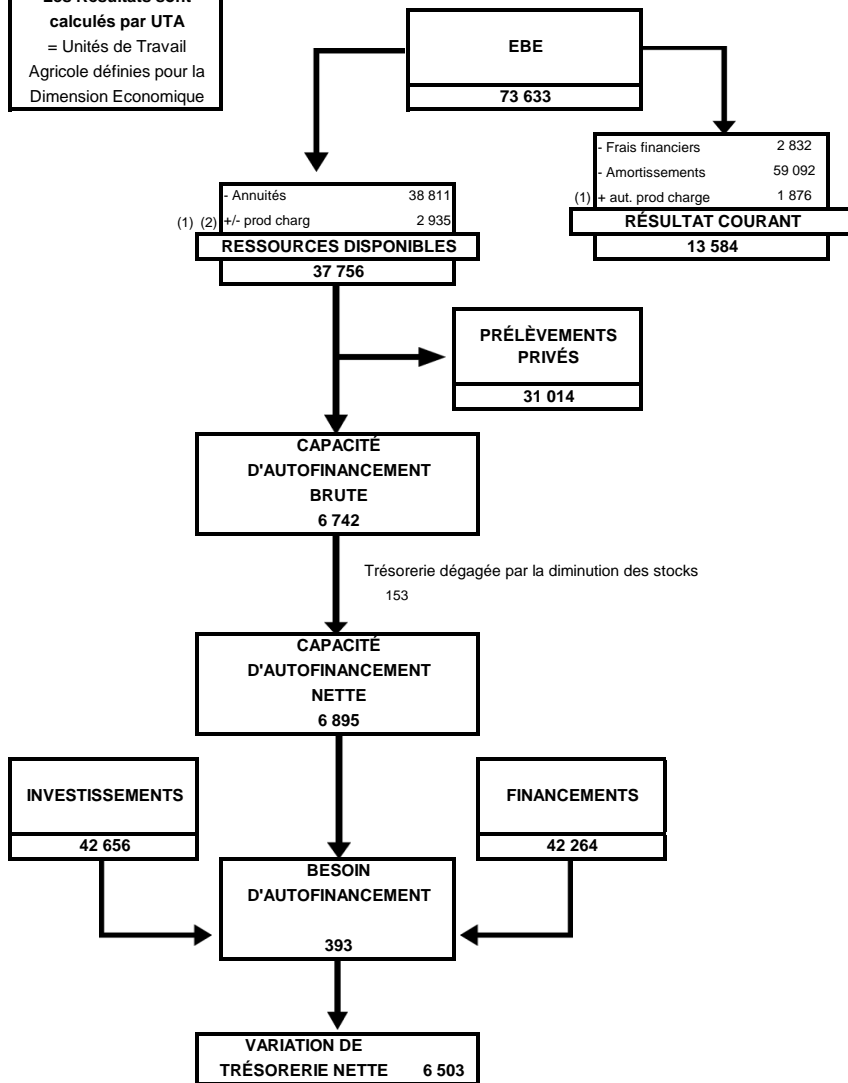 Les Résultats sont
calculés par UTA
= Unités de Travail
Agricole définies pour la
Dimension Economique
EBE
73 633
- Frais financiers 2 832
- Amortissements 59 092
(1) + aut. prod charge 1 876
RÉSULTAT COURANT
13 584
- Annuités 38 811
(1) (2) +/- prod charg 2 935
RESSOURCES DISPONIBLES
37 756
PRÉLÈVEMENTS
PRIVÉS
31 014
CAPACITÉ
D'AUTOFINANCEMENT
BRUTE
6 742
Trésorerie dégagée par la diminution des stocks
153
CAPACITÉ
D'AUTOFINANCEMENT
NETTE
6 895
INVESTISSEMENTS
42 656
FINANCEMENTS
42 264
BESOIN
D'AUTOFINANCEMENT
393
VARIATION DE
TRÉSORERIE NETTE 6 503